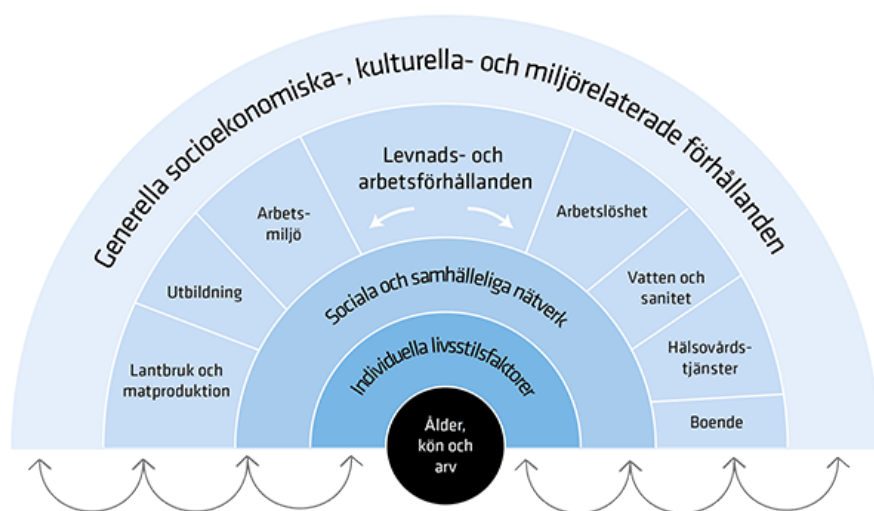 Generella socioekonomiska-, kulturella- och miljörelaterade förhållanden
Levnads- och
arbetsförhållanden
Arbets-
miljö
Arbetslöshet
Utbildning
Vatten och
sanitet
Lantbruk och
matproduktion
Hälsovårds-
tjänster
Boende
Sociala och samhälleliga nätverk
Individuella livsstilsfaktorer
Ålder,
kön och
arv